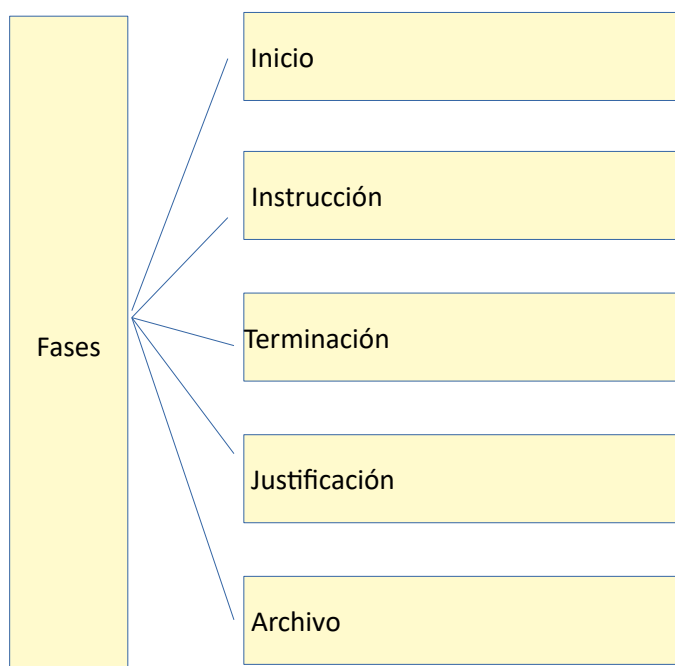 Fases
Inicio
Instrucción
Terminación
Justificación
Archivo